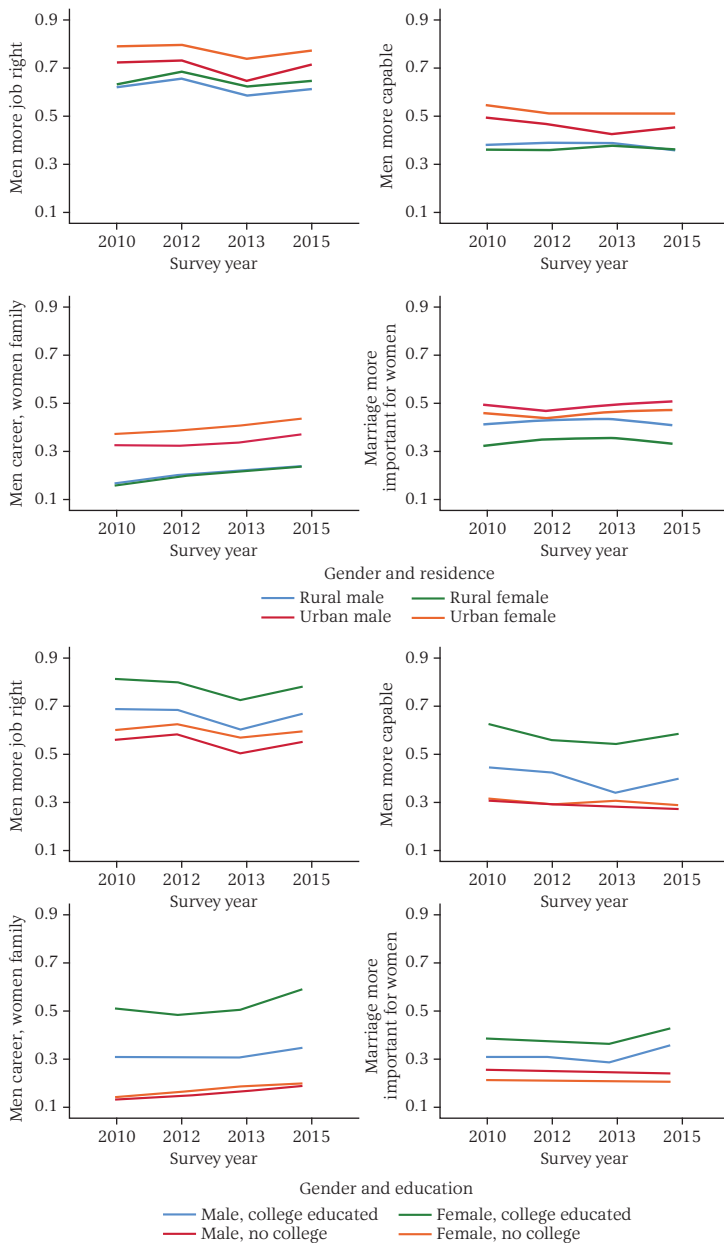 Men more job right
0.9
0.7
0.5
0.3
0.1
2010 2012 2013 2015
Survey year
Men more capable
0.9
0.7
0.5
0.3
0.1
2010 2012 2013 2015
Survey year
Men career, women family
0.9
0.7
0.5
0.3
0.1
2010 2012 2013 2015
Survey year
Marriage more
important for women
0.9
0.7
0.5
0.3
0.1
2010 2012 2013 2015
Survey year
Gender and residence
Rural male Rural female
Urban male Urban female
Men more job right
0.9
0.7
0.5
0.3
0.1
2010 2012 2013 2015
Survey year
Men more capable
0.9
0.7
0.5
0.3
0.1
2010 2012 2013 2015
Survey year
Men career, women family
0.9
0.7
0.5
0.3
0.1
2010 2012 2013 2015
Survey year
Marriage more
important for women
0.9
0.7
0.5
0.3
0.1
2010 2012 2013 2015
Survey year
Gender and education
Male, college educated Female, college educated
Male, no college Female, no college